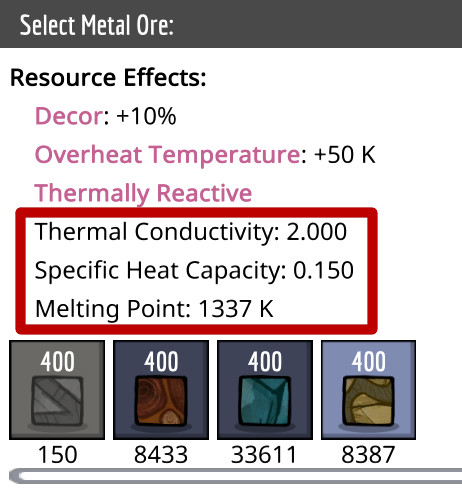 Select Metal Ore:
Resource Effects:
Decor: +10%
Overheat Temperature: +50 K
Thermally Reactive
Thermal Conductivity: 2.000
Specific Heat Capacity: 0.150
Melting Point: 1337 K
400 400 400 400
150 8433 33611 8387